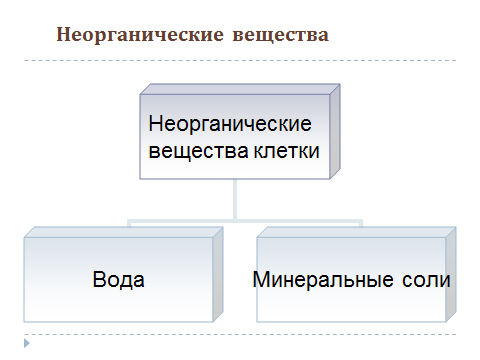 Неорганические вещества
Неорганические
вещества клетки
Вода
Минеральные соли